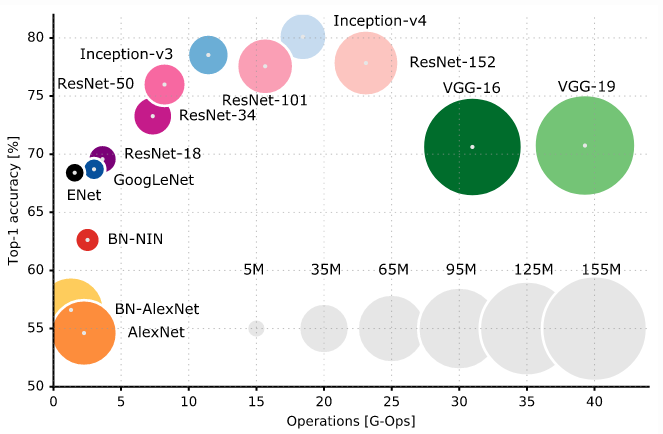 80
75
70
65
60
55
50
Top-1 accuracy [%]
Inception-v4
Inception-v3
ResNet-152
ResNet-50
VGG-16
VGG-19
ResNet-101
ResNet-34
ResNet-18
GoogLeNet
ENet
BN-NIN
5M
35M
65M
95M
125M
155M
BN-AlexNet
AlexNet
0
5
10
15
20
25
30
35
40
Operations [G-Ops]